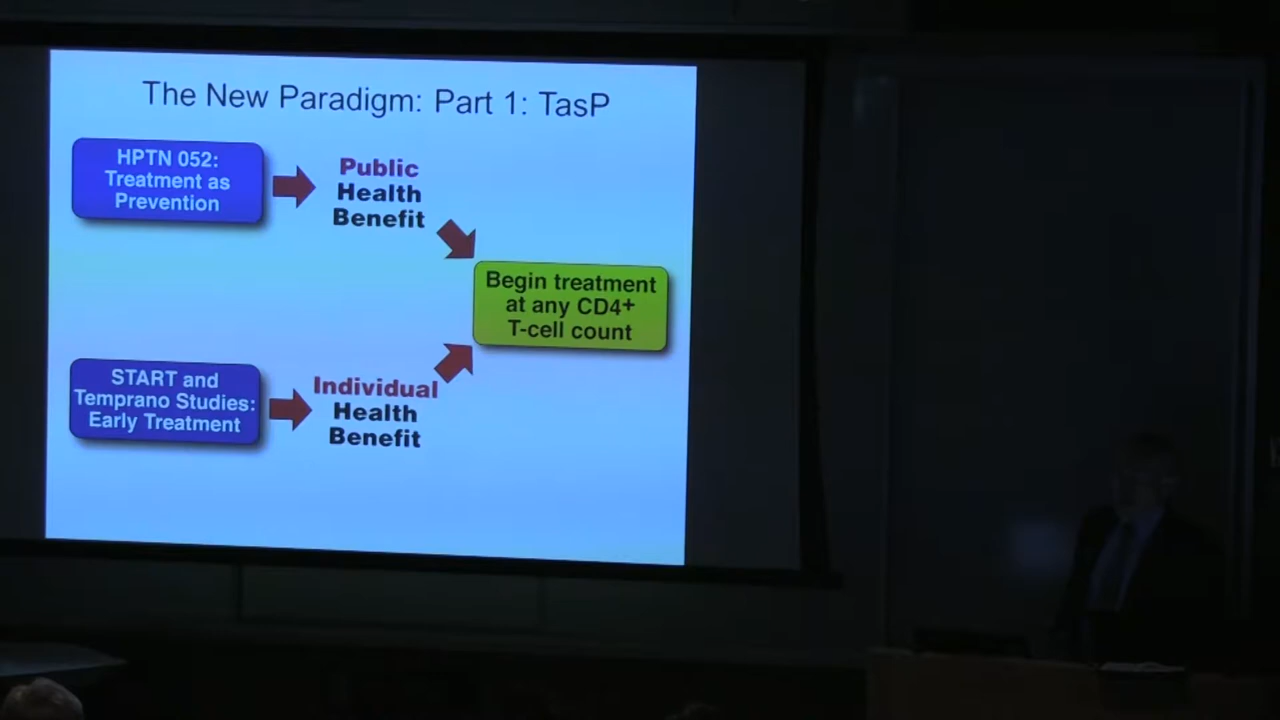 The New Paradigm: Part 1: TasP
HPTN 052:
Treatment as
Prevention
Public
Health
Benefit
Begin treatment
at any CD4+
T-cell count
START and
Temprano Studies:
Early Treatment
Individual
Health
Benefit